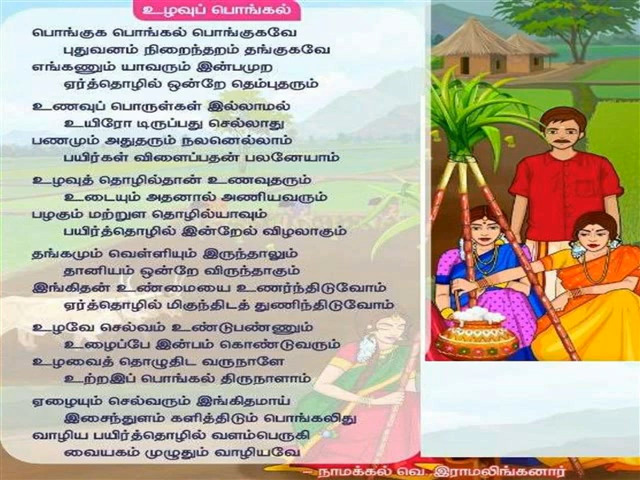 உழவுப் பொங்கல்
பொங்குக பொங்கல் பொங்குகவே
புதுவளம் நிறைந்தறம் தங்குகவே
எங்கணும் யாவரும் இன்பமுற
ஏர்த்தொழில் ஒன்றே தெம்புதரும்
உணவுப் பொருள்கள் இல்லாமல்
உயிரோ டிருப்பது செல்லாது
பணமும் அதுதரும் நலனெல்லாம்
பயிர்கள் விளைப்பதன் பலனேயாம்
உழவுத் தொழில்தான் உணவுதரும்
உடையும் அதனால் அணியவரும்
பழகும் மற்றுள தொழில்யாவும்
பயிர்த்தொழில் இன்றேல் விழலாகும்
தங்கமும் வெள்ளியும் இருந்தாலும்
தானியம் ஒன்றே விருந்தாகும்
இங்கிதன் உண்மையை உணர்ந்திடுவோம்
ஏர்த்தொழில் மிகுந்திடத் துணிந்திடுவோம்
உழவே செல்வம் உண்டுபண்ணும்
உழைப்பே இன்பம் கொண்டுவரும்
உழவைத் தொழுதிட வருநாளே
உற்றஇப் பொங்கல் திருநாளாம்
ஏழையும் செல்வரும் இங்கிதமாய்
இசைந்துளம் களித்திடும் பொங்கலிது
வாழிய பயிர்த்தொழில் வளம்பெருகி
வையகம் முழுதும் வாழியவே
– நாமக்கல் வெ. இராமலிங்கனார்